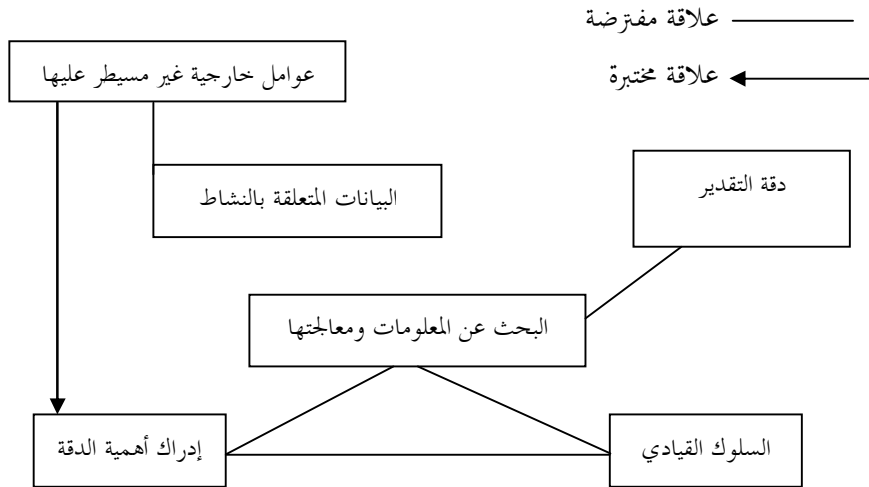 علاقة مفترضة
علاقة مختبرة
عوامل خارجية غير مسيطر عليها
دقة التقدير
البيانات المتعلقة بالنشاط
البحث عن المعلومات ومعالجتها
إدراك أهمية الدقة
السلوك القيادي